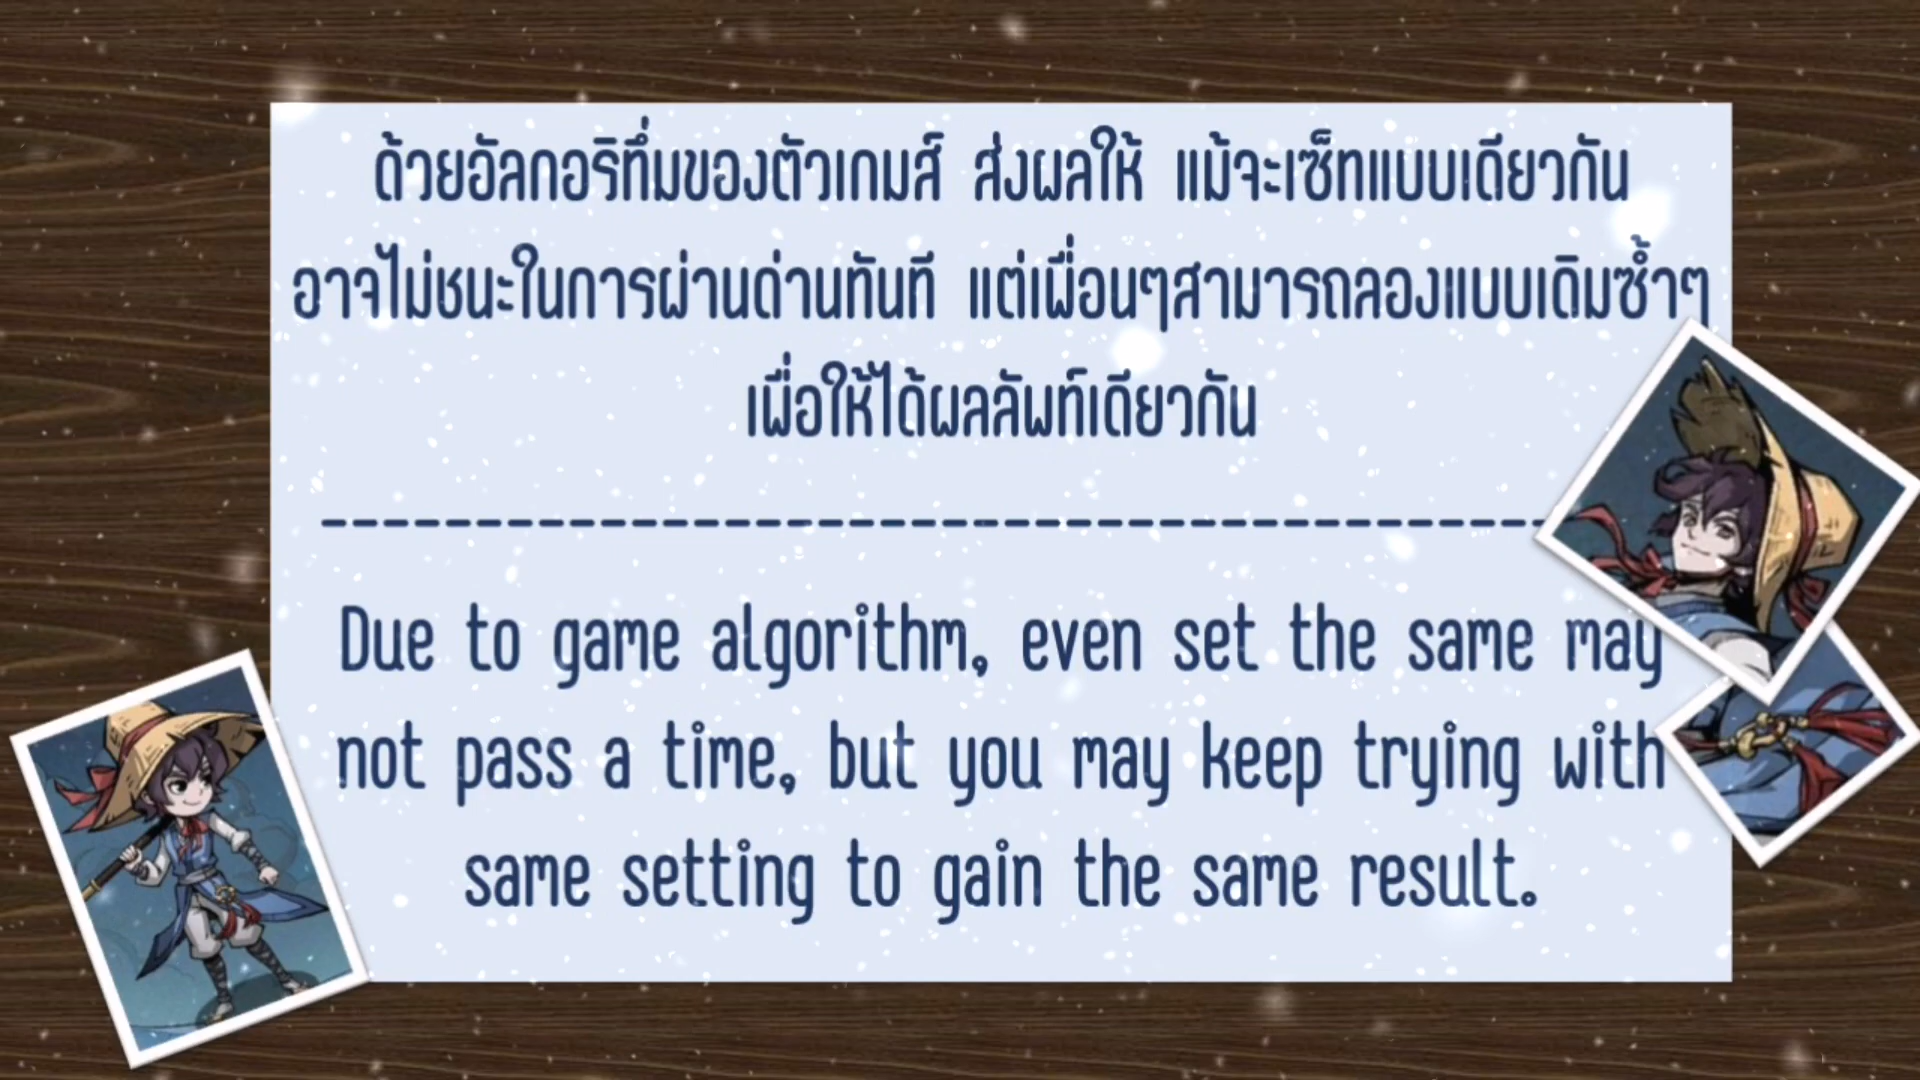 ด้วยอัลกอริทึ่มของตัวเกมส์ ส่งผลให้ แม้จะเซ็ทแบบเดียวกัน
อาจไม่ชนะในการผ่านด่านทันที แต่เพื่อนๆสามารถลองแบบเดิมซ้ำๆ
เพื่อให้ได้ผลลัพท์เดียวกัน
----------------------------------------
Due to game algorithm, even set the same may
not pass a time, but you may keep trying with
same setting to gain the same result.